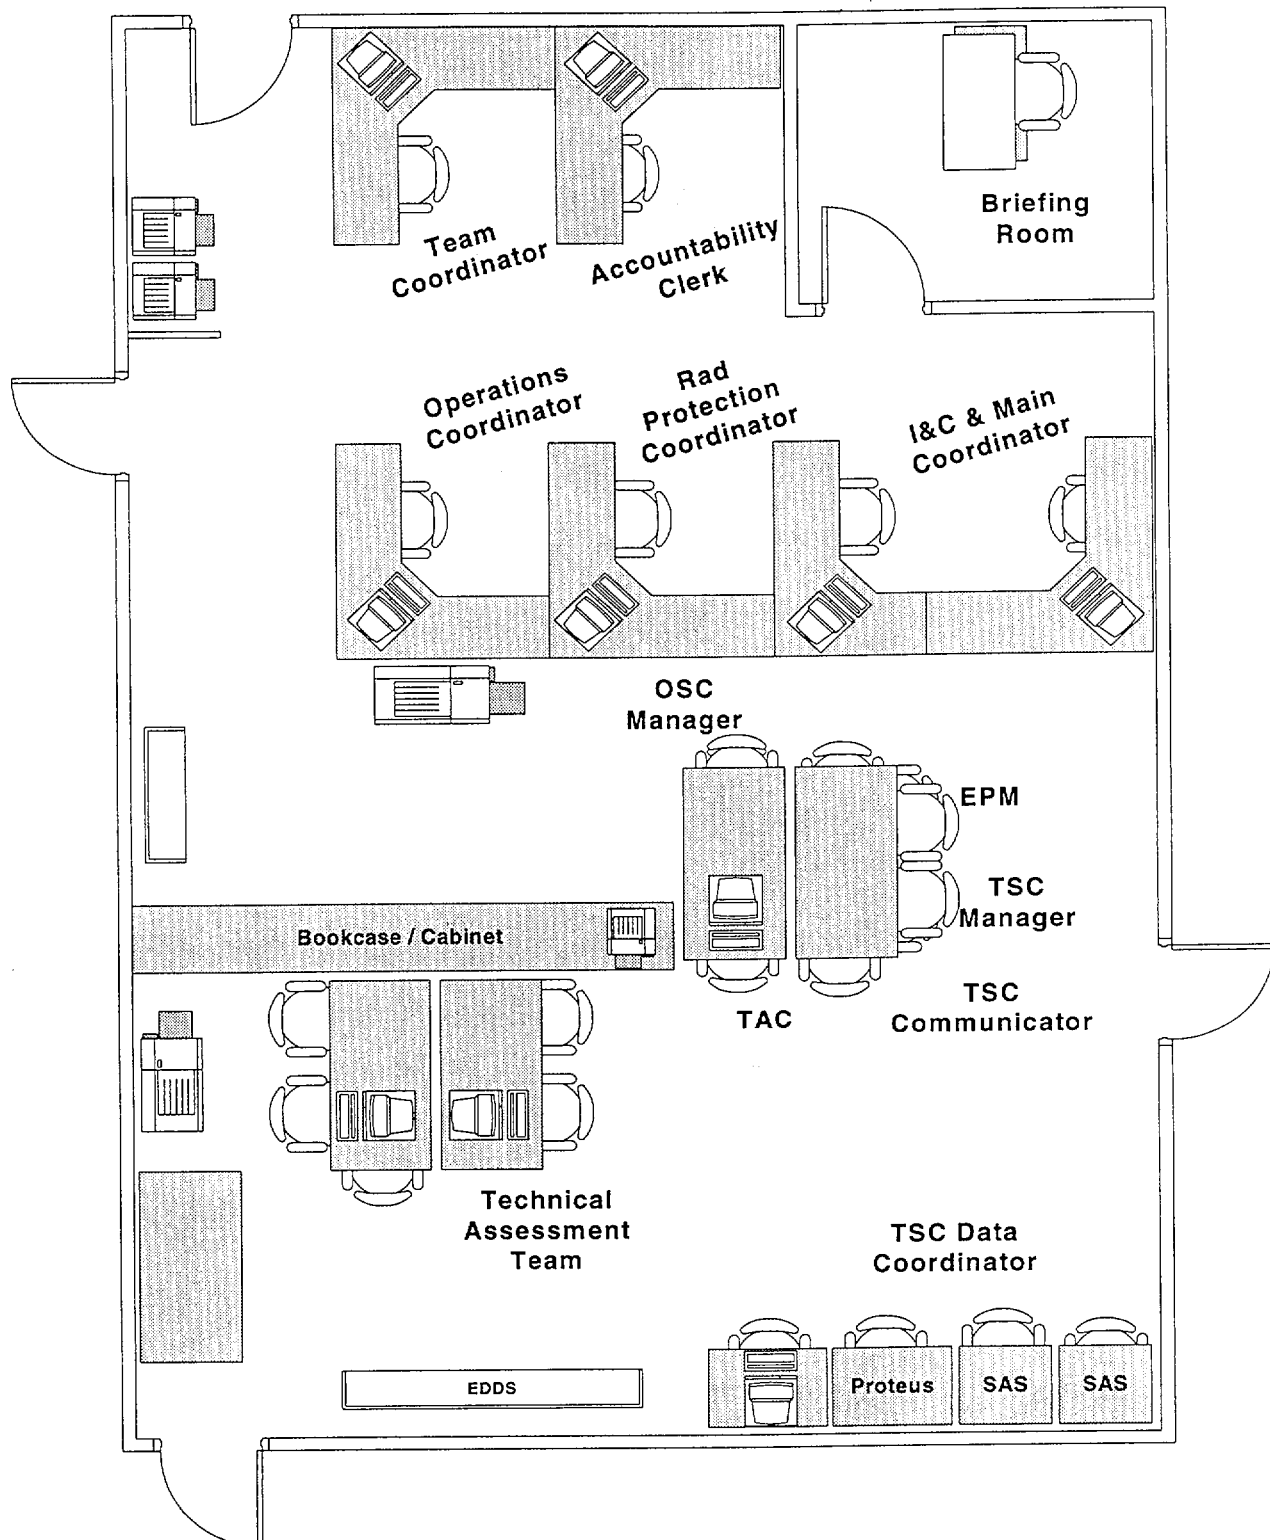 Briefing
Room
Team
Coordinator
Accountability
Clerk
Operations
Coordinator
Rad
Protection
Coordinator
I&C & Main
Coordinator
OSC
Manager
EPM
TSC
Manager
Bookcase / Cabinet
TAC
TSC
Communicator
Technical
Assessment
Team
TSC Data
Coordinator
EDDS
Proteus
SAS
SAS